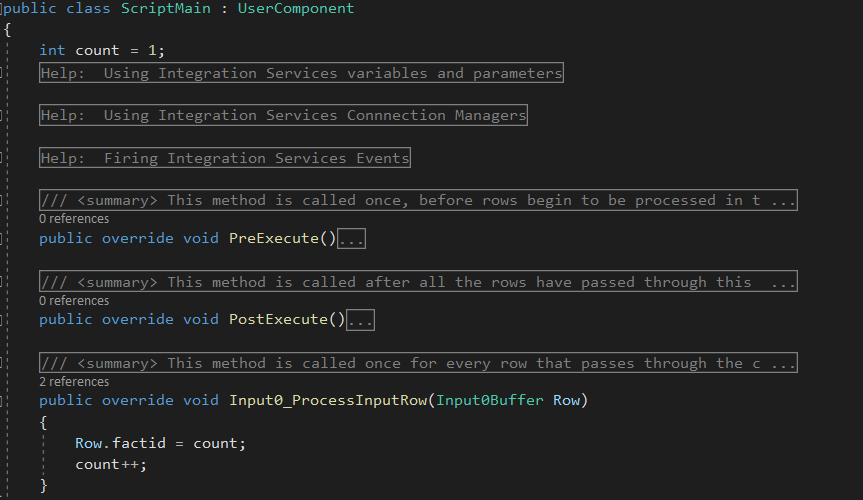 public class ScriptMain : UserComponent
{
int count = 1;
Help:  Using Integration Services variables and parameters
Help:  Using Integration Services Connnection Managers
Help:  Firing Integration Services Events
/// <summary> This method is called once, before rows begin to be processed in t ...
0 references
public override void PreExecute()...
/// <summary> This method is called after all the rows have passed through this  ...
0 references
public override void PostExecute()...
/// <summary> This method is called once for every row that passes through the c ...
2 references
public override void Input0_ProcessInputRow(Input0Buffer Row)
{
Row.factid = count;
count++;
}